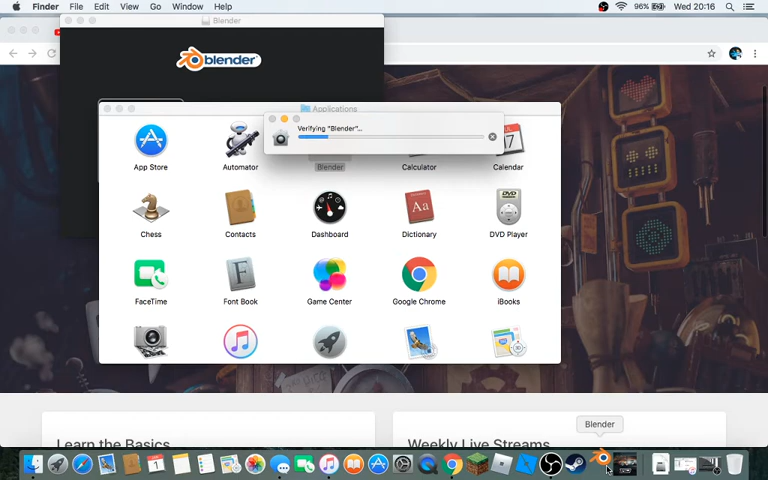 Finder File Edit View Go Window Help 96% Wed 20:16
Blender
blender
Applications
Verifying "Blender"...
App Store Automator Blender Calculator Calendar
Chess Contacts Dashboard Dictionary DVD Player
FaceTime Font Book Game Center Google Chrome iBooks
Blender
Learn the Basics Weekly Live Streams